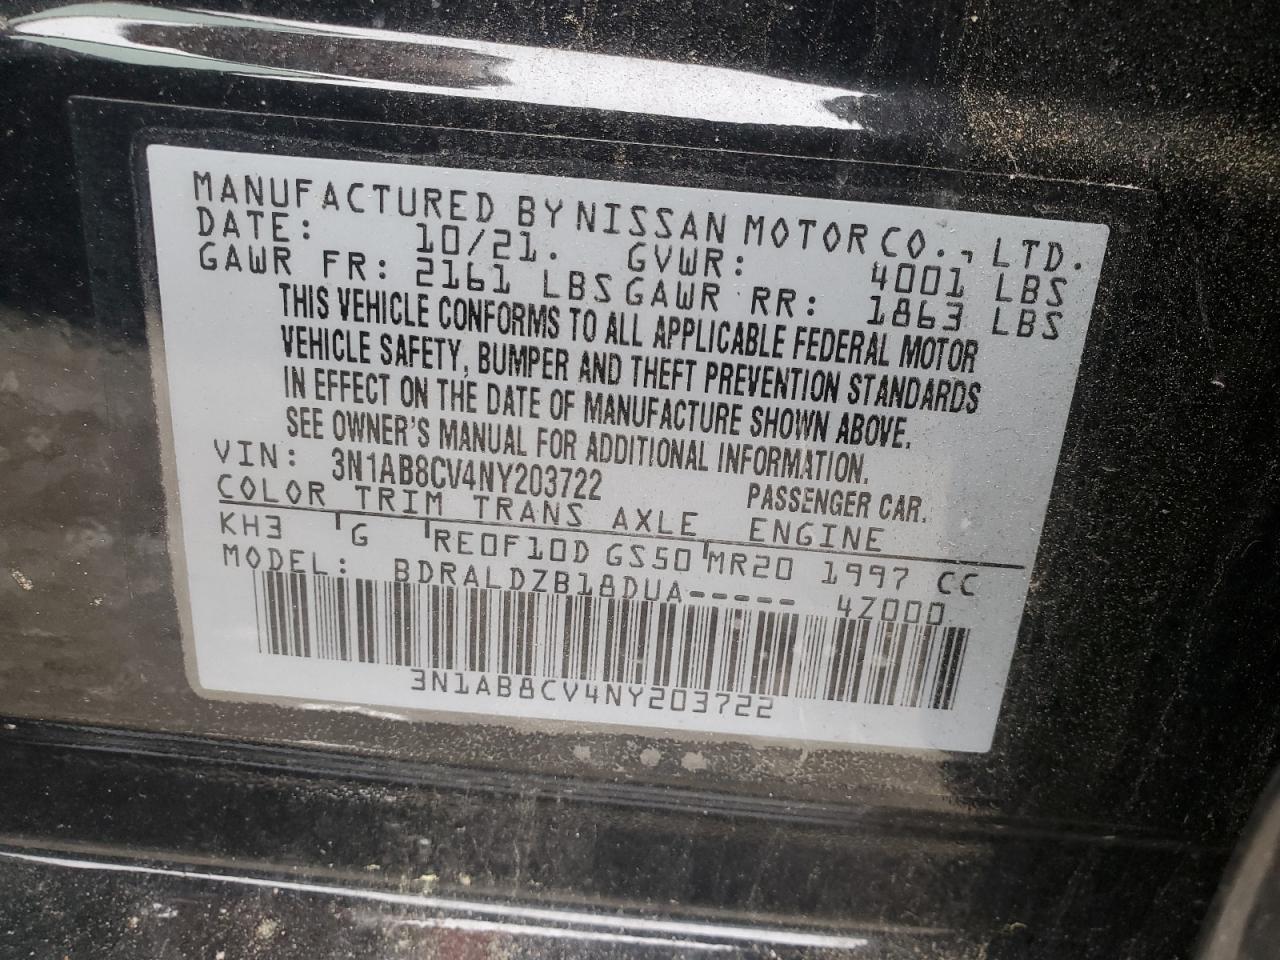 MANUFACTURED BY NISSAN MOTOR CO., LTD.
DATE: 10/21. GVWR: 4001 LBS
GAWR FR: 2161 LBS GAWR RR: 1863 LBS
THIS VEHICLE CONFORMS TO ALL APPLICABLE FEDERAL MOTOR
VEHICLE SAFETY, BUMPER AND THEFT PREVENTION STANDARDS
IN EFFECT ON THE DATE OF MANUFACTURE SHOWN ABOVE.
SEE OWNER'S MANUAL FOR ADDITIONAL INFORMATION.
VIN: 3N1AB8CV4NY203722 PASSENGER CAR.
COLOR TRIM TRANS AXLE ENGINE
KH3 G RE0F10D GS50 MR20 1997 CC
MODEL: BDRALDZB18DUA----- 4Z000
3N1AB8CV4NY203722